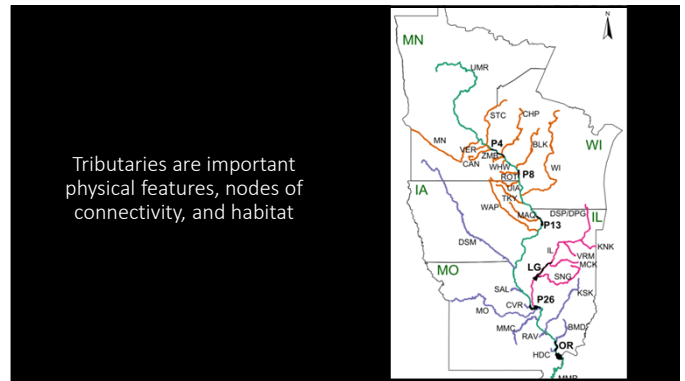 Tributaries are important
physical features, nodes of
connectivity, and habitat
N
MN
UMR
STC
CHP
MN
VER
P4
BLK
WI
CAN
ZMB
WHW
ROT
P8
WI
IA
UIA
TKY
WAP
MAQ
DSP/DPG
IL
P13
DSM
IL
KNK
VRM
MCK
MO
LG
SNG
SAL
P26
KSK
MO
CVR
MMC
RAV
BMD
HDC
OR
MMR